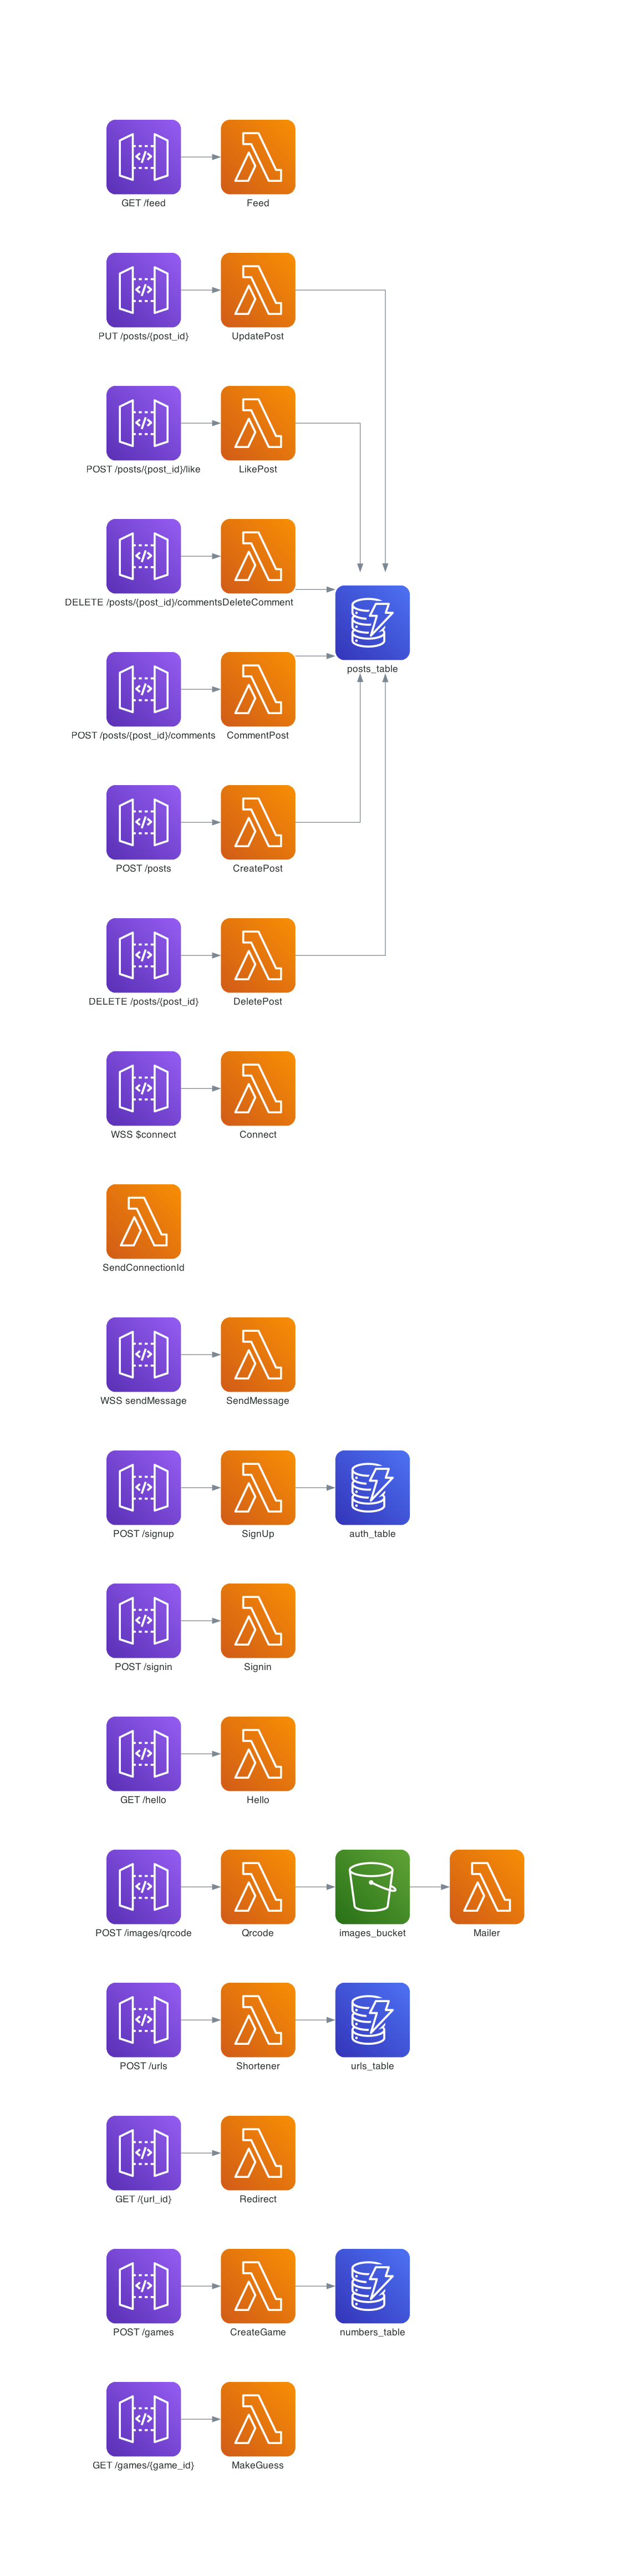 GET /feed
Feed
PUT /posts/{post_id}
UpdatePost
POST /posts/{post_id}/like
LikePost
DELETE /posts/{post_id}/comments
DeleteComment
posts_table
POST /posts/{post_id}/comments
CommentPost
POST /posts
CreatePost
DELETE /posts/{post_id}
DeletePost
WSS $connect
Connect
SendConnectionId
WSS sendMessage
SendMessage
POST /signup
SignUp
auth_table
POST /signin
Signin
GET /hello
Hello
POST /images/qrcode
Qrcode
images_bucket
Mailer
POST /urls
Shortener
urls_table
GET /{url_id}
Redirect
POST /games
CreateGame
numbers_table
GET /games/{game_id}
MakeGuess